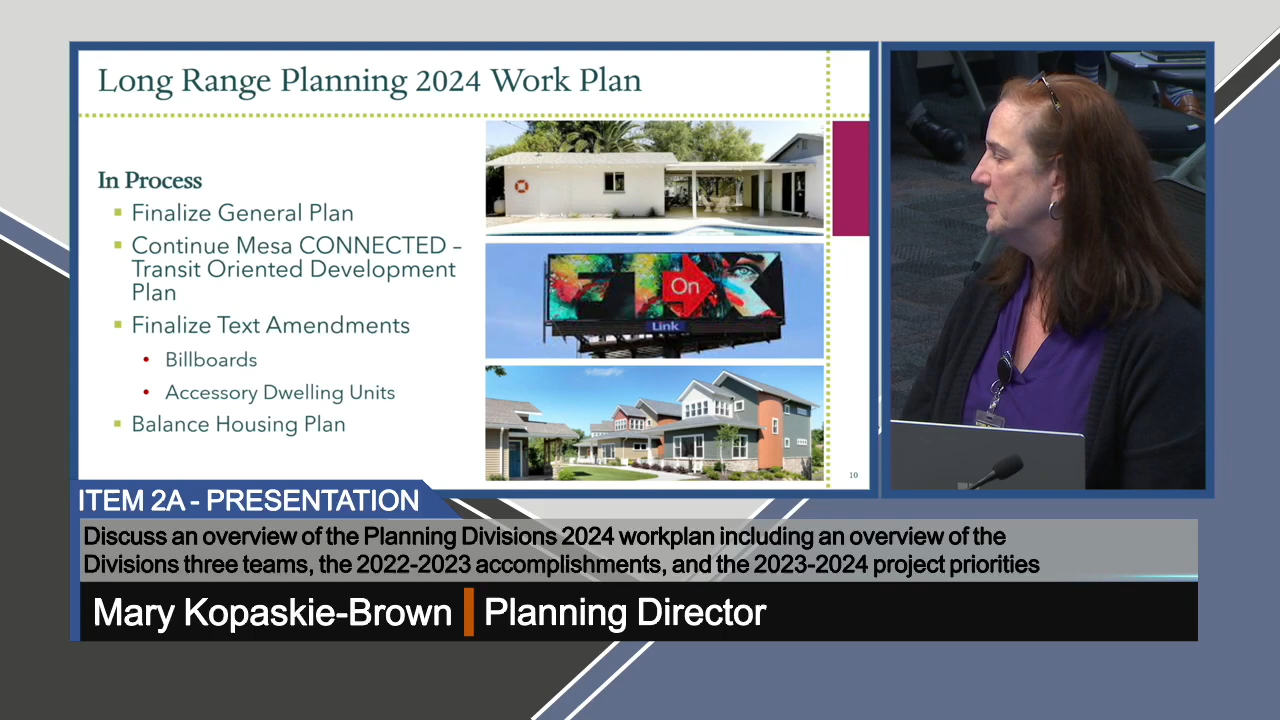 Long Range Planning 2024 Work Plan
In Process
Finalize General Plan
Continue Mesa CONNECTED –
Transit Oriented Development
Plan
Finalize Text Amendments
Billboards
Accessory Dwelling Units
Balance Housing Plan
On
Link
10
ITEM 2A - PRESENTATION
Discuss an overview of the Planning Divisions 2024 workplan including an overview of the
Divisions three teams, the 2022-2023 accomplishments, and the 2023-2024 project priorities
Mary Kopaskie-Brown Planning Director